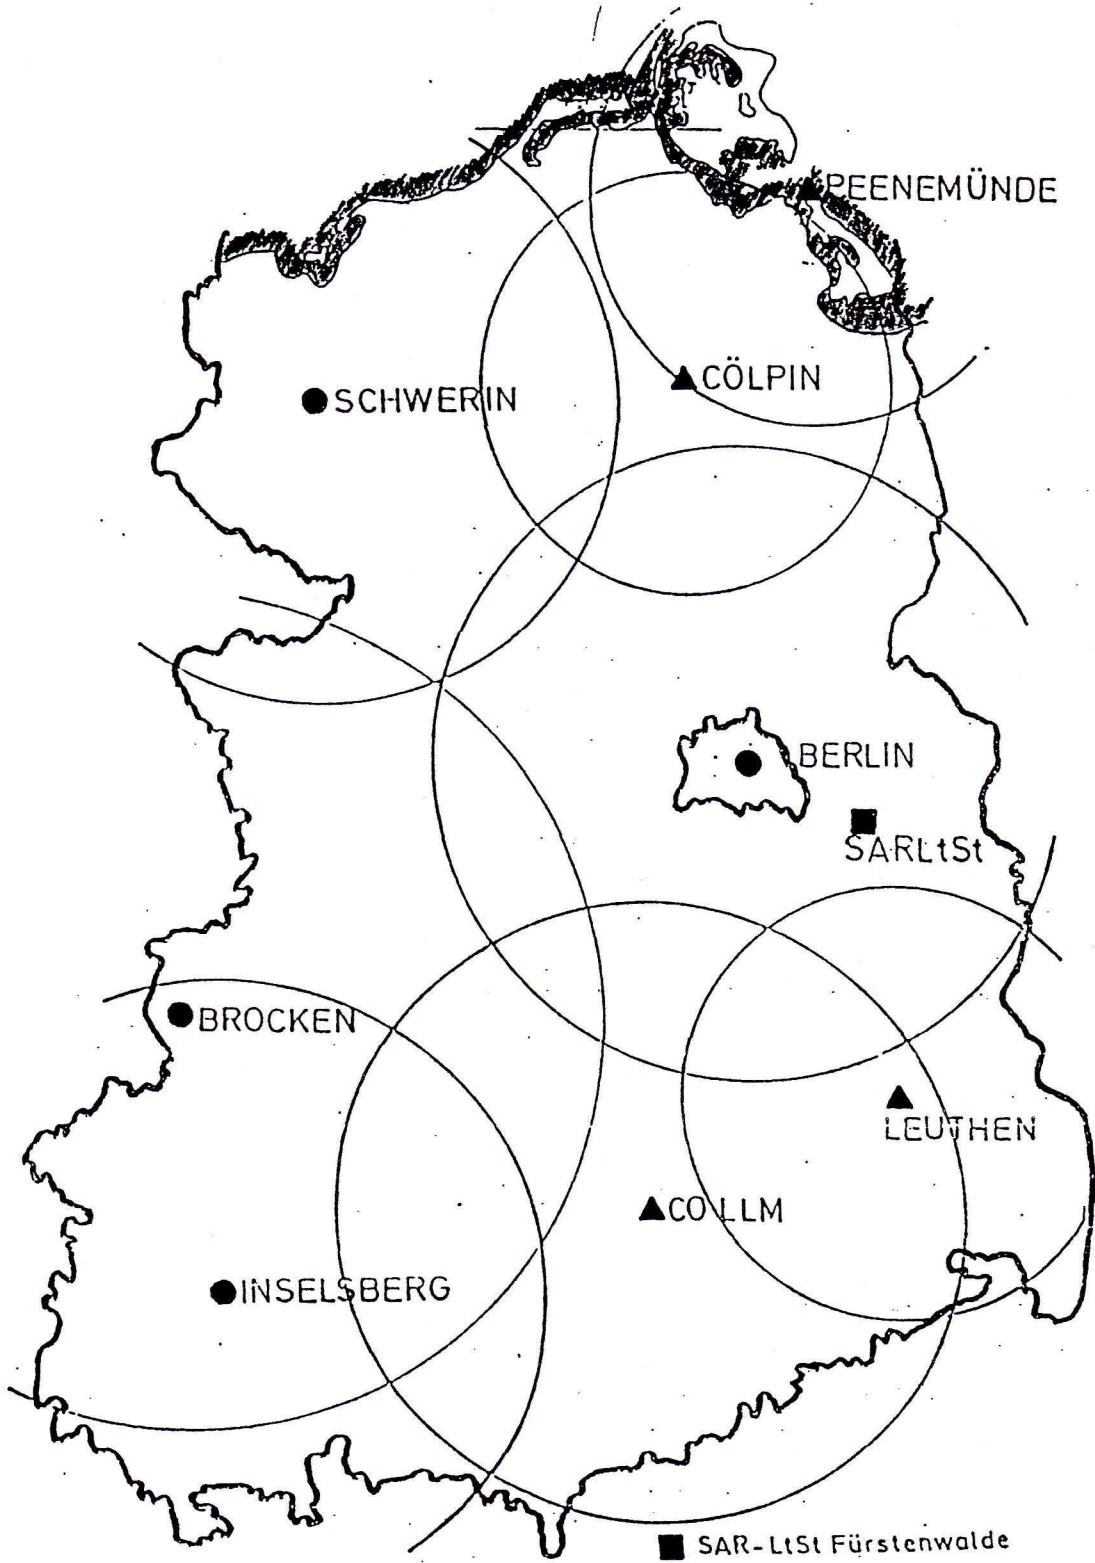 PEENEMÜNDE
CÖLPIN
SCHWERIN
BERLIN
SARLtSt
BROCKEN
LEUTHEN
COLLM
INSELSBERG
SAR-LtSt Fürstenwalde